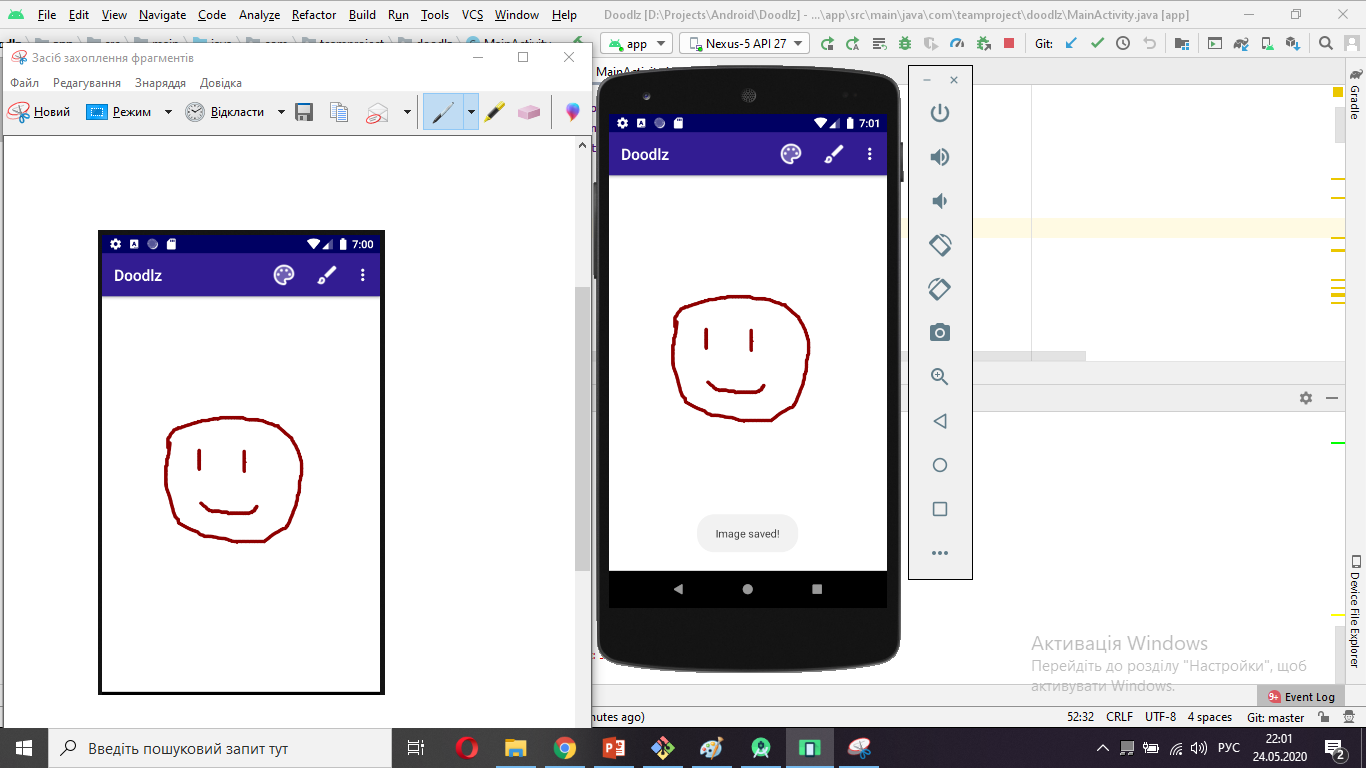 File Edit View Navigate Code Analyze Refactor Build Run Tools VCS Window Help Doodlz [D:\Projects\Android\Doodlz] - ...\app\src\main\java\com\teamproject\doodlz\MainActivity.java [app]
app Nexus-5 API 27 Git:
Засіб захоплення фрагментів
Файл Редагування Знаряддя Довідка
Новий Режим Відкласти
7:00
Doodlz
7:01
Doodlz
Image saved!
Gradle
Device File Explorer
Активація Windows
Перейдіть до розділу "Настройки", щоб
активувати Windows.
9+ Event Log
nutes ago) 52:32 CRLF UTF-8 4 spaces Git: master
Введіть пошуковий запит тут
РУС 22:01
24.05.2020 2